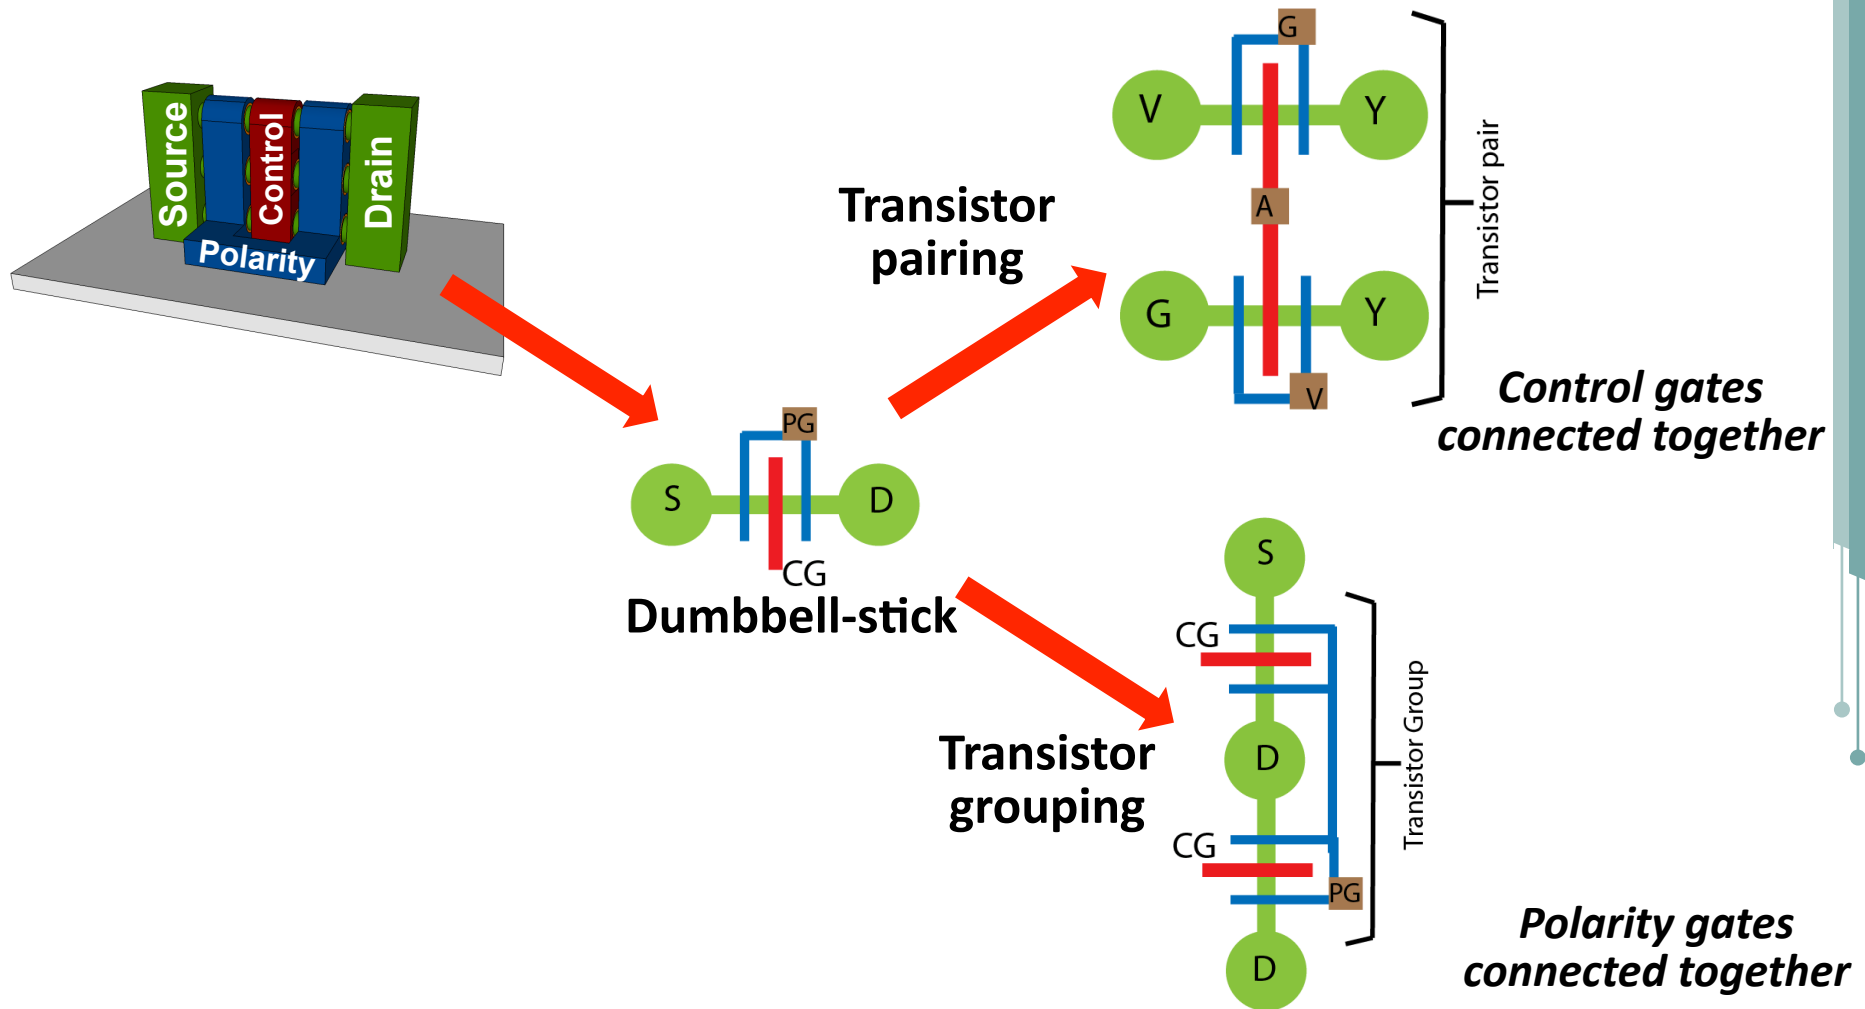 Source
Control
Drain
Polarity
Transistor
pairing
G
V
Y
A
G
Y
V
Transistor pair
Control gates
connected together
PG
S
D
CG
Dumbbell-stick
Transistor
grouping
S
CG
D
CG
PG
D
Transistor Group
Polarity gates
connected together